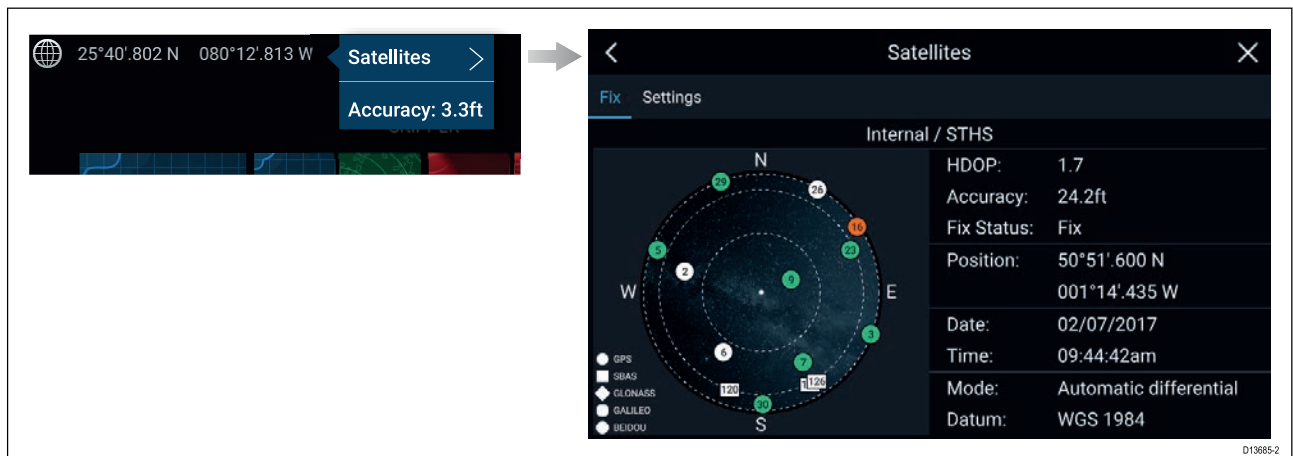 25°40'.802 N 080°12'.813 W
Satellites
Accuracy: 3.3ft
Satellites
Fix Settings
Internal / STHS
N
29
26
16
5
23
2
9
W
E
3
6
7
120
126
30
S
GPS
SBAS
GLONASS
GALILEO
BEIDOU
HDOP: 1.7
Accuracy: 24.2ft
Fix Status: Fix
Position: 50°51'.600 N
001°14'.435 W
Date: 02/07/2017
Time: 09:44:42am
Mode: Automatic differential
Datum: WGS 1984
D13685-2